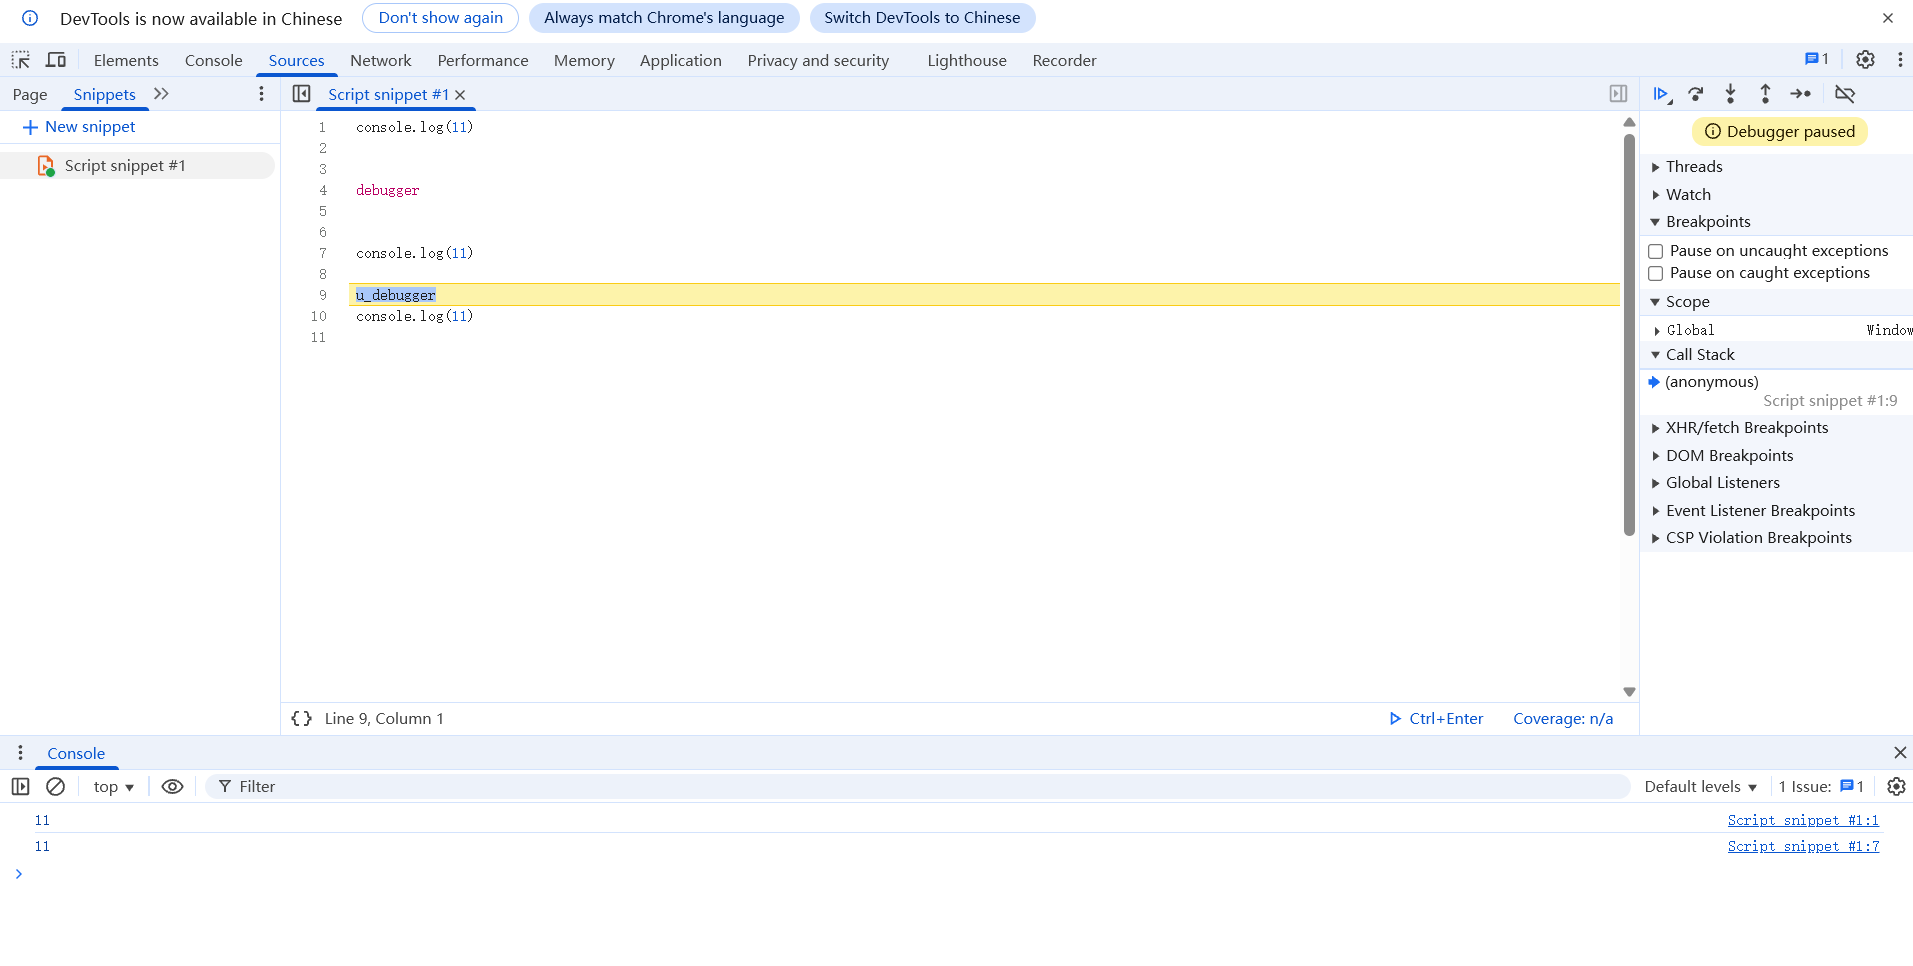 DevTools is now available in Chinese Don't show again Always match Chrome's language Switch DevTools to Chinese
Elements Console Sources Network Performance Memory Application Privacy and security Lighthouse Recorder 1
Page Snippets Script snippet #1
New snippet
Script snippet #1
1 console.log(11)
2
3
4 debugger
5
6
7 console.log(11)
8
9 u_debugger
10 console.log(11)
11
Debugger paused
Threads
Watch
Breakpoints
Pause on uncaught exceptions
Pause on caught exceptions
Scope
Global Window
Call Stack
(anonymous)
Script snippet #1:9
XHR/fetch Breakpoints
DOM Breakpoints
Global Listeners
Event Listener Breakpoints
CSP Violation Breakpoints
{} Line 9, Column 1 Ctrl+Enter Coverage: n/a
Console
top Filter Default levels 1 Issue: 1
11 Script snippet #1:1
11 Script snippet #1:7